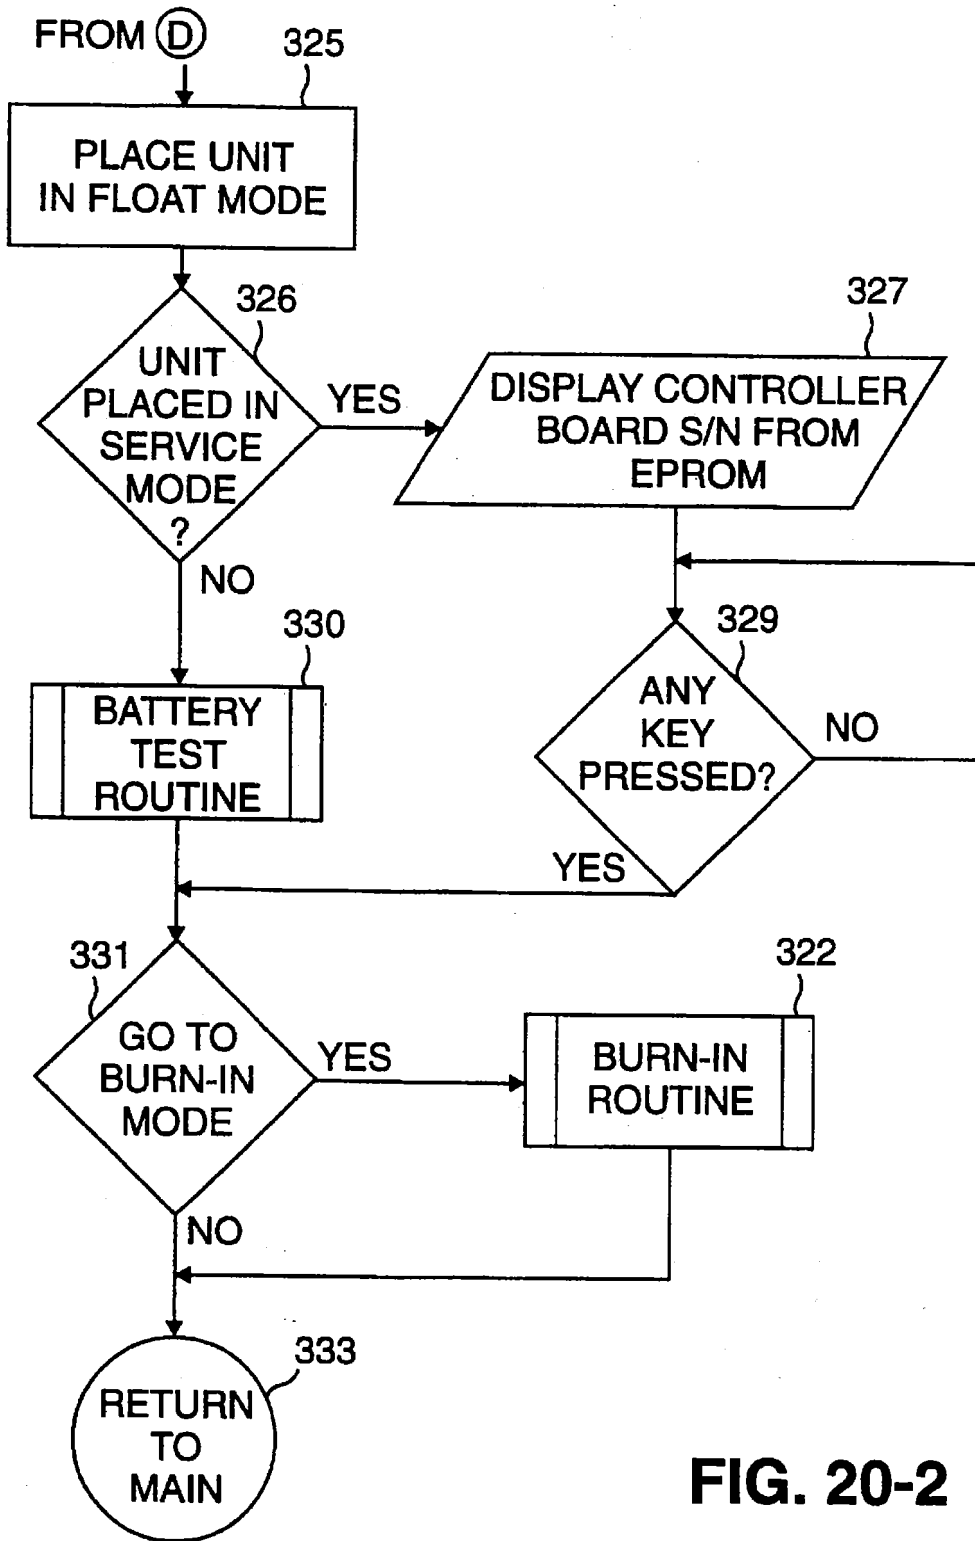 FROM D
325
PLACE UNIT
IN FLOAT MODE
326
UNIT
PLACED IN
SERVICE
MODE
?
YES
NO
327
DISPLAY CONTROLLER
BOARD S/N FROM
EPROM
329
ANY
KEY
PRESSED?
NO
YES
330
BATTERY
TEST
ROUTINE
331
GO TO
BURN-IN
MODE
YES
NO
322
BURN-IN
ROUTINE
333
RETURN
TO
MAIN
FIG. 20-2